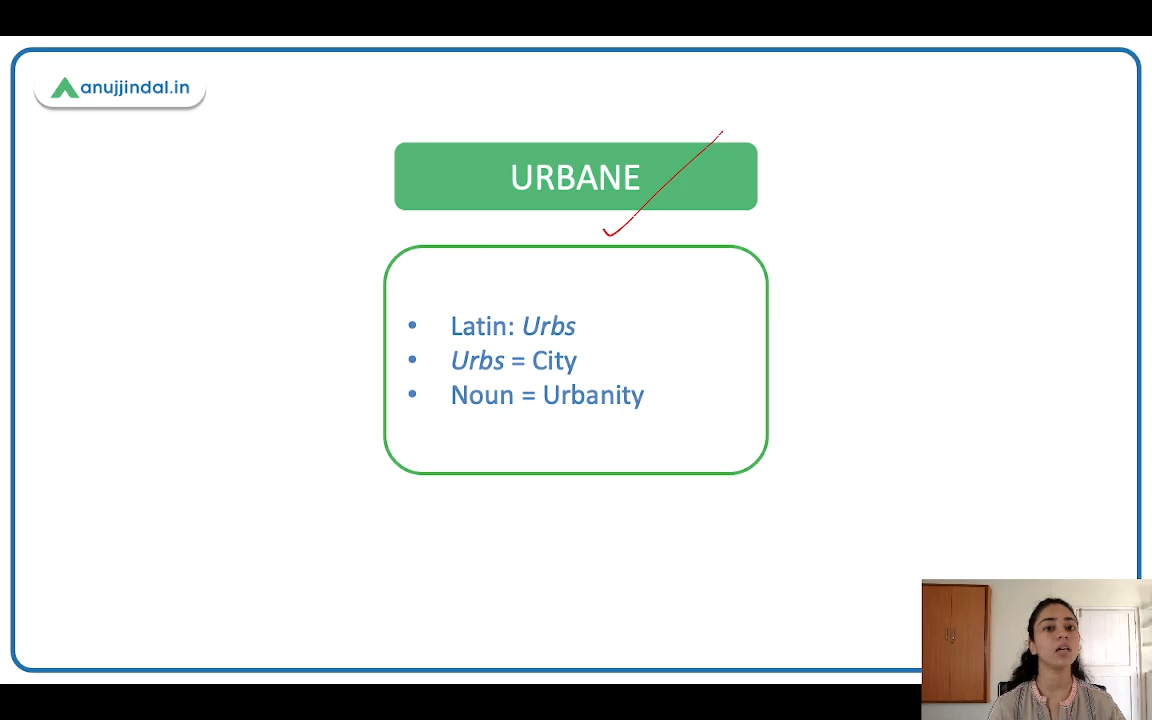 anujjindal.in
URBANE
• Latin: Urbs
• Urbs = City
• Noun = Urbanity